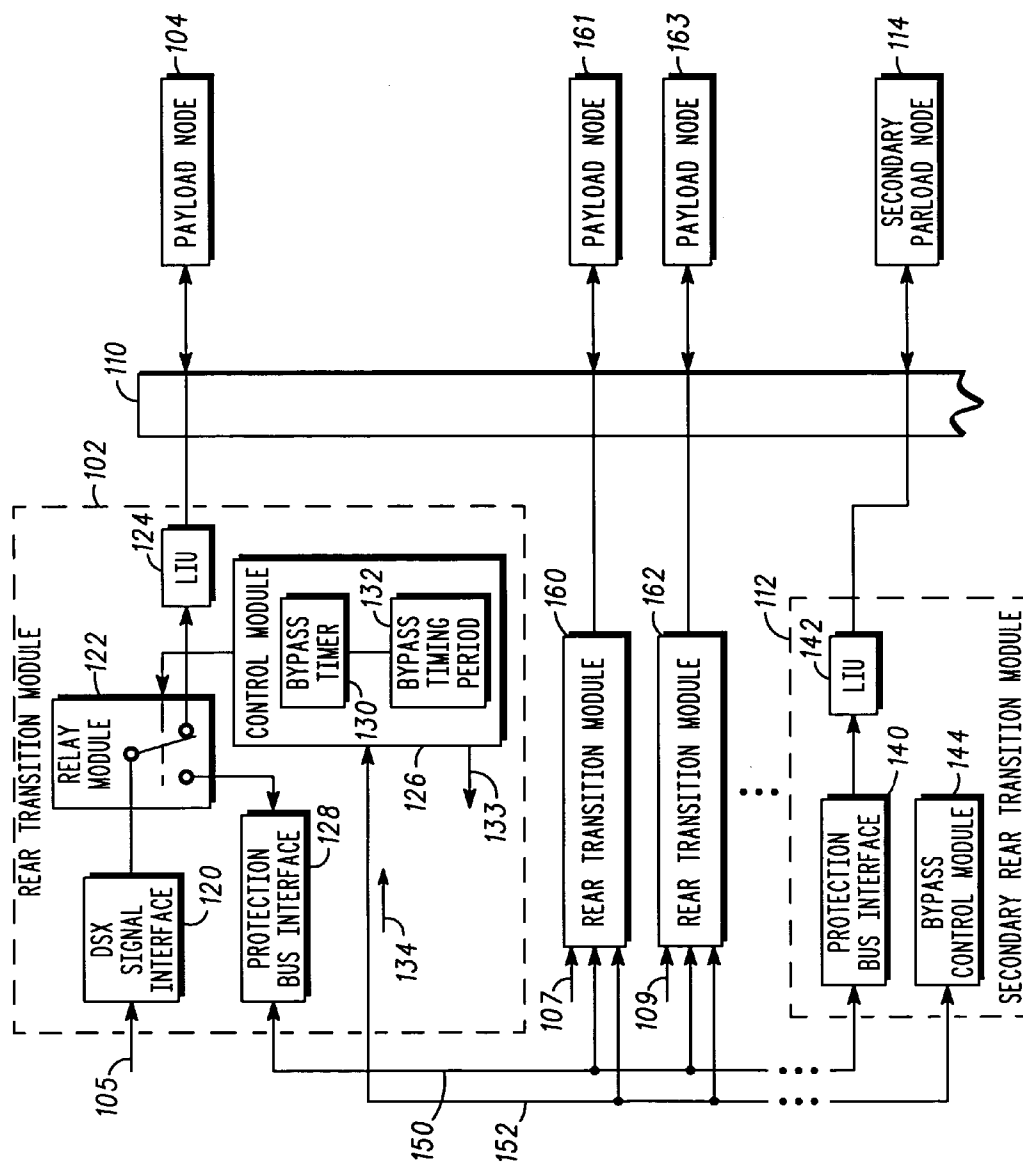 104
PAYLOAD NODE
161
PAYLOAD NODE
163
PAYLOAD NODE
114
SECONDARY
PARLOAD NODE
110
102
REAR TRANSITION MODULE
124
LIU
122
RELAY
MODULE
CONTROL MODULE
BYPASS
TIMER
130
132
BYPASS
TIMING
PERIOD
126
133
134
DSX
SIGNAL
INTERFACE
120
PROTECTION
BUS INTERFACE
128
105
160
REAR TRANSITION MODULE
162
REAR TRANSITION MODULE
107
109
112
142
LIU
PROTECTION
BUS INTERFACE
140
BYPASS
CONTROL MODULE
144
SECONDARY REAR TRANSITION MODULE
150
152